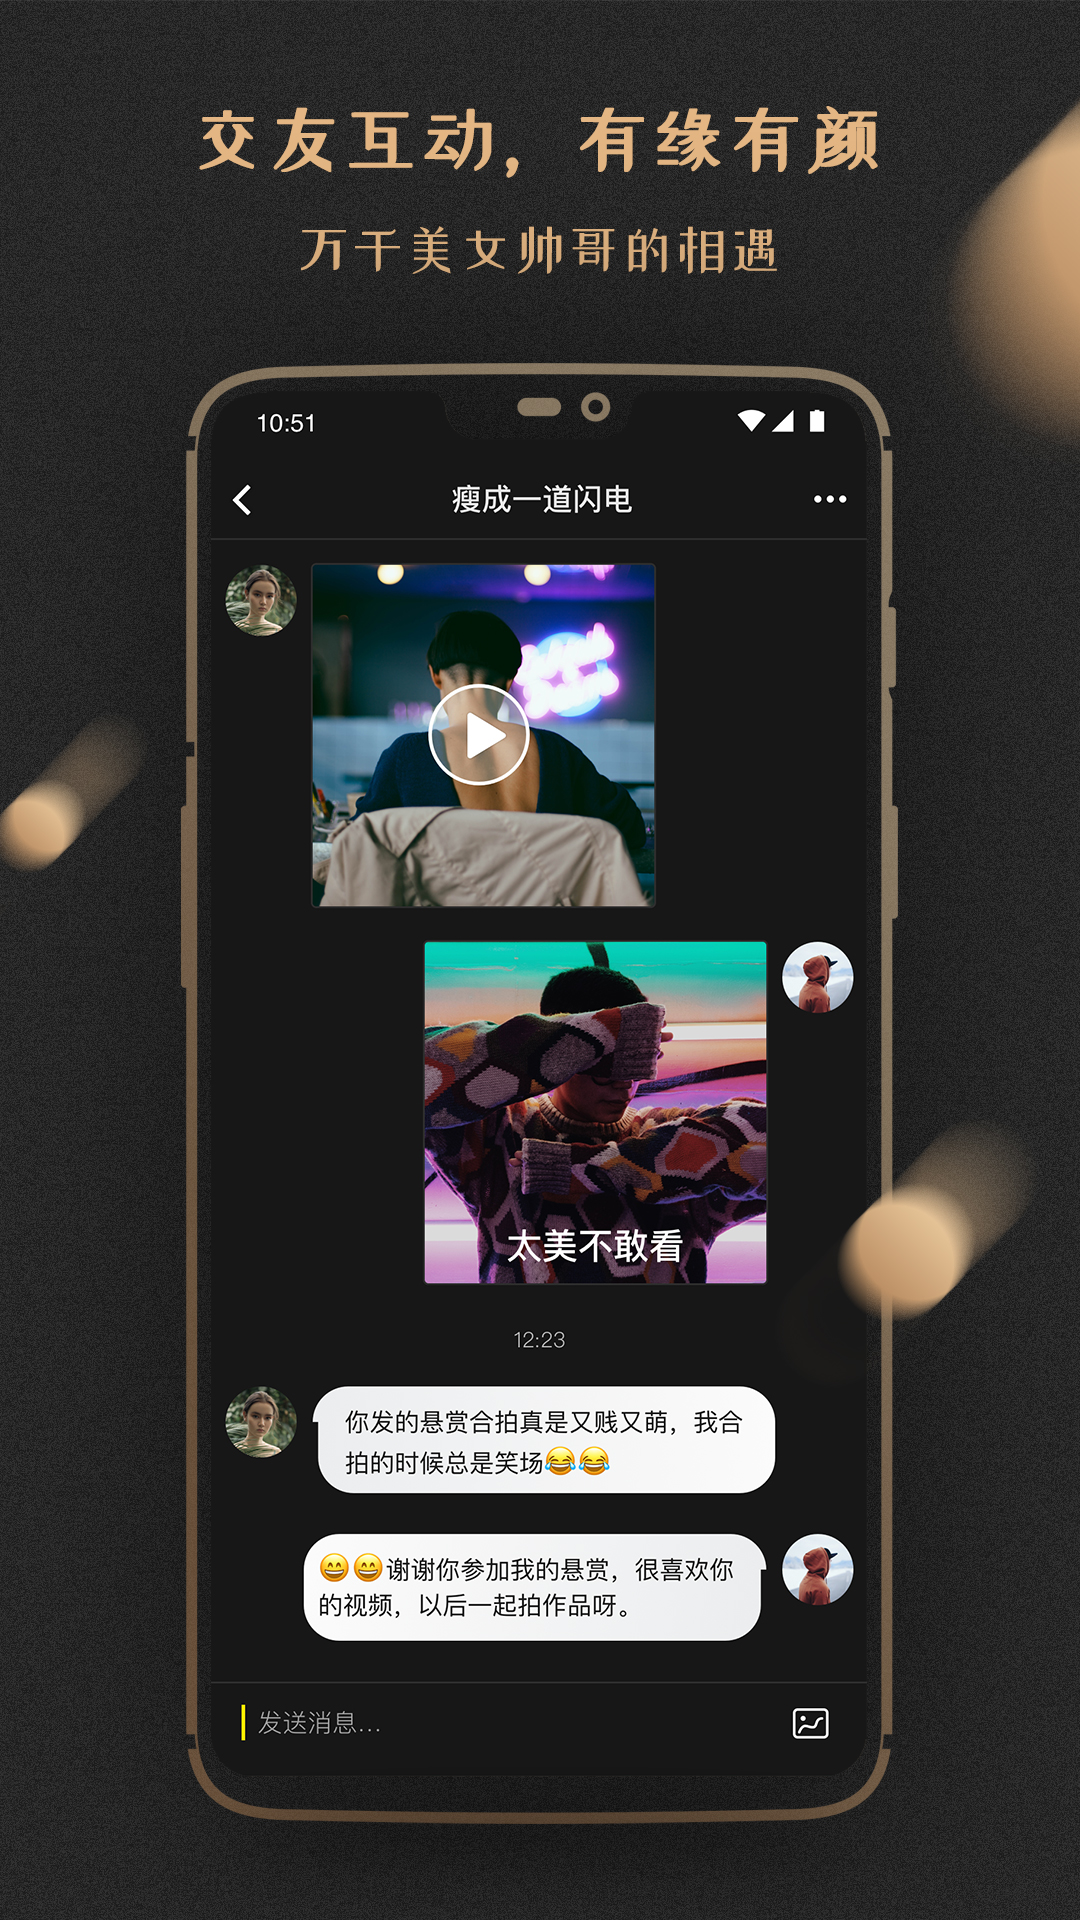 交友互动，有缘有颜
万千美女帅哥的相遇
10:51
瘦成一道闪电
太美不敢看
12:23
你发的悬赏合拍真是又贱又萌，我合
拍的时候总是笑场😂😂
😄😄谢谢你参加我的悬赏，很喜欢你
的视频，以后一起拍作品呀。
发送消息...